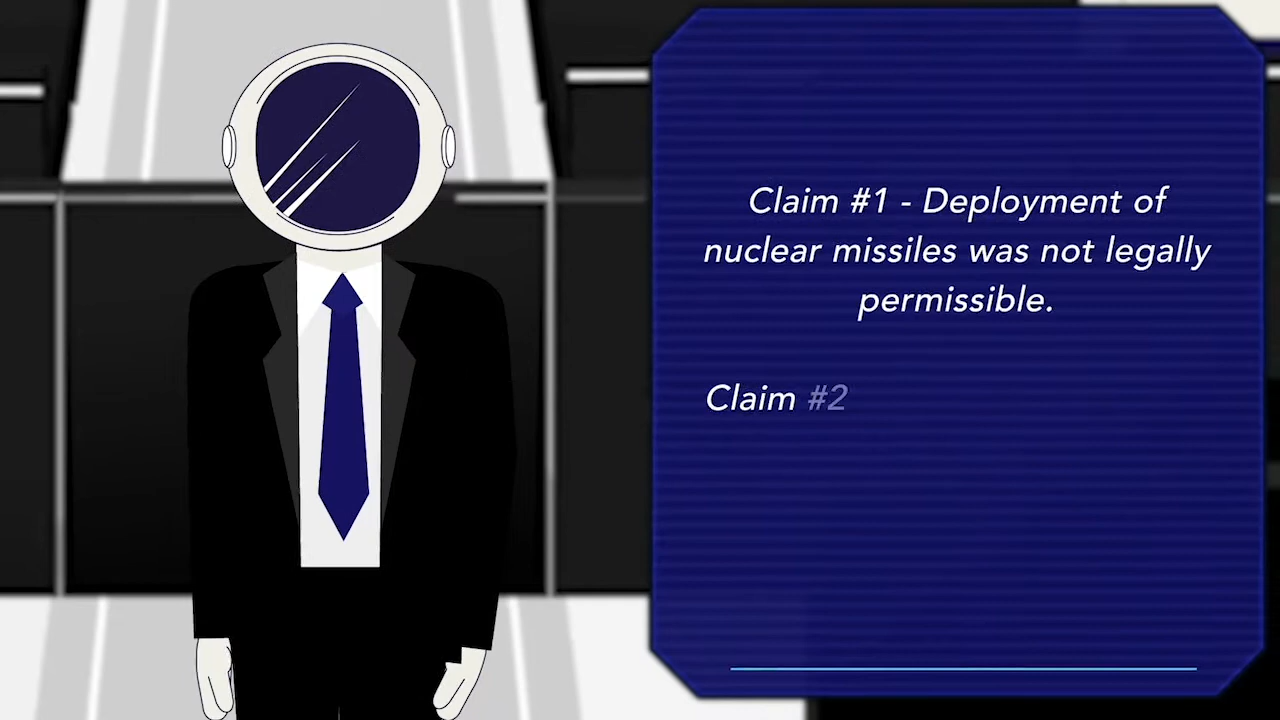 Claim #1 - Deployment of
nuclear missiles was not legally
permissible.
Claim #2